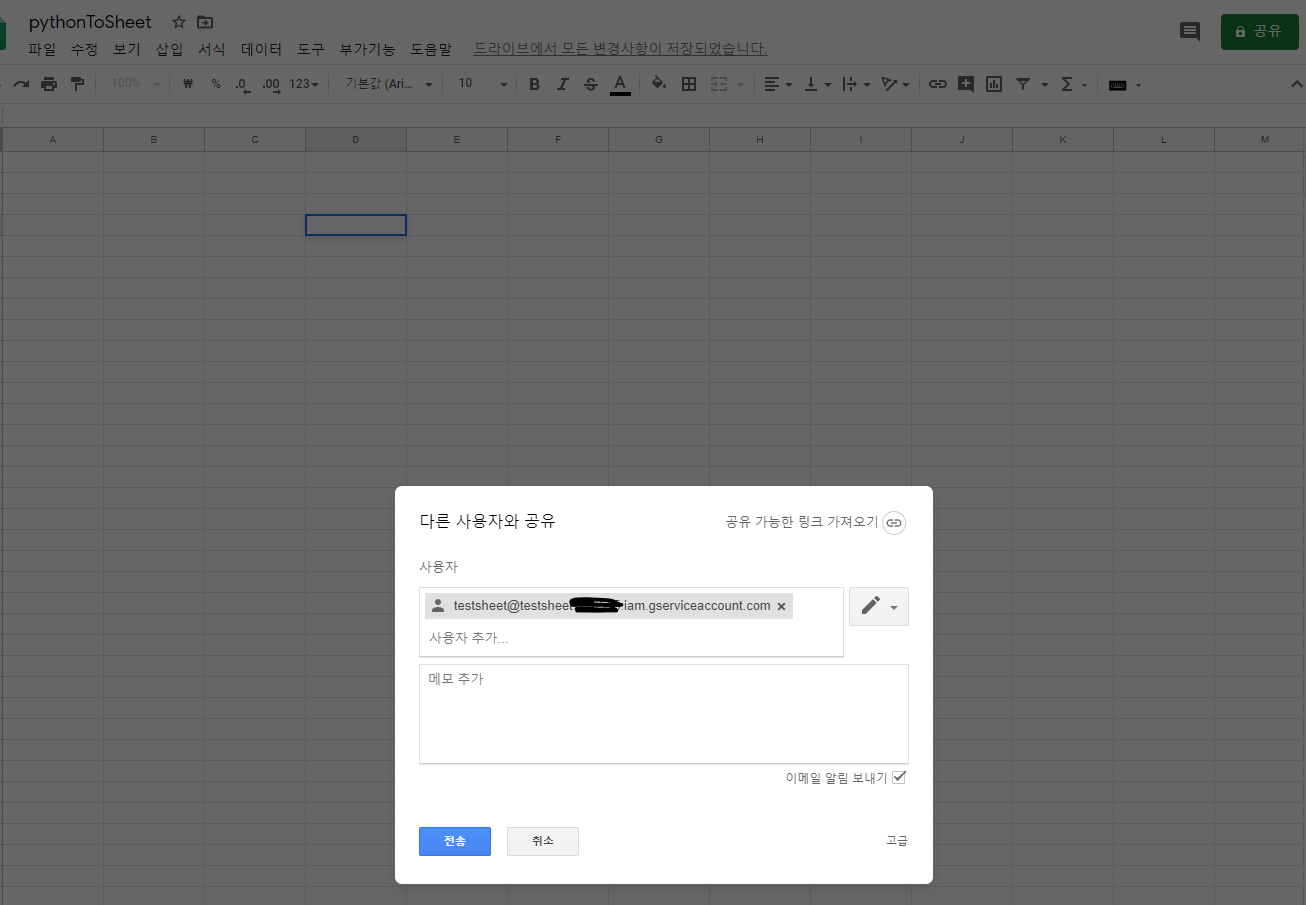 pythonToSheet
파일 수정 보기 삽입 서식 데이터 도구 부가기능 도움말 드라이브에서 모든 변경사항이 저장되었습니다.
공유
100% ₩ % .0 .00 123 기본값 (Ari... 10 B I S A Σ
A B C D E F G H I J K L M
다른 사용자와 공유 공유 가능한 링크 가져오기
사용자
testsheet@testsheet iam.gserviceaccount.com ×
사용자 추가...
메모 추가
이메일 알림 보내기
전송 취소 고급